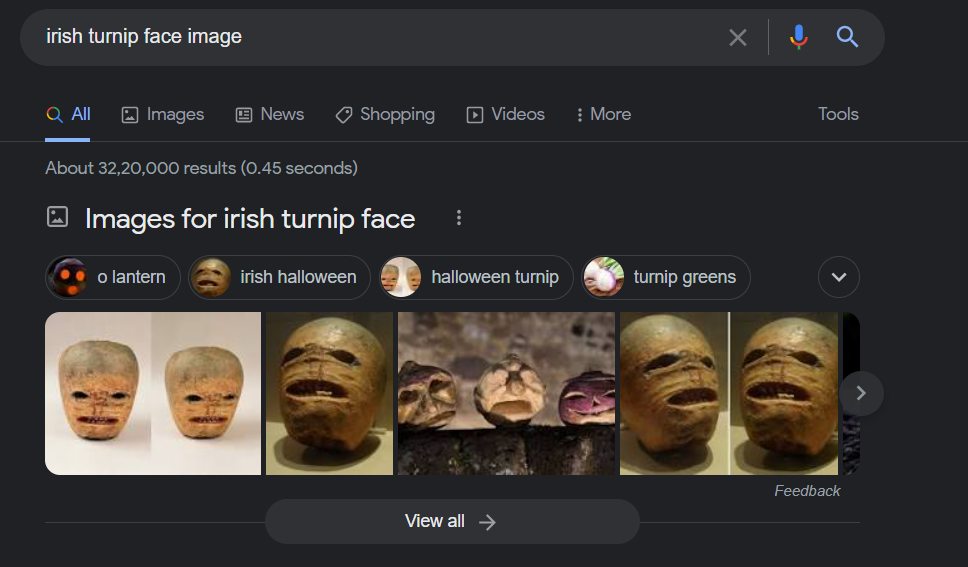 irish turnip face image
All Images News Shopping Videos More Tools
About 32,20,000 results (0.45 seconds)
Images for irish turnip face
o lantern irish halloween halloween turnip turnip greens
Feedback
View all